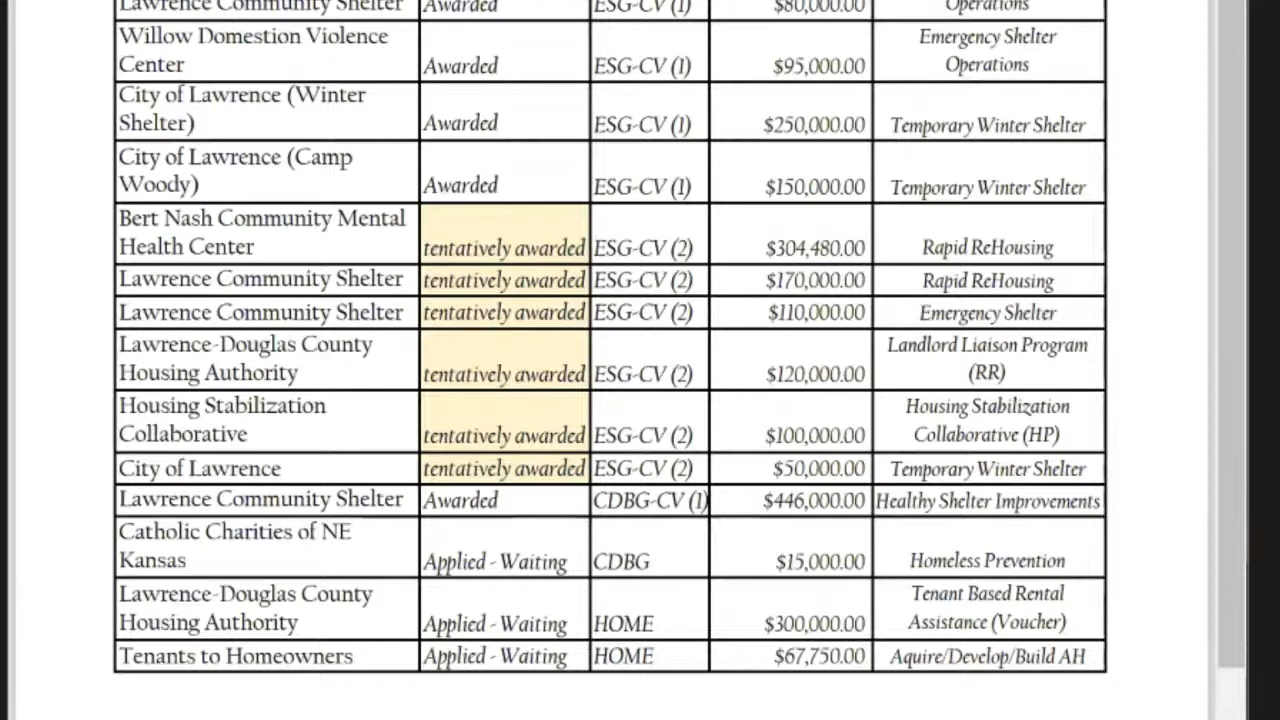 Lawrence Community Shelter Awarded ESG-CV (1) $80,000.00 Operations
Willow Domestion Violence
Center Awarded ESG-CV (1) $95,000.00 Emergency Shelter
Operations
City of Lawrence (Winter
Shelter) Awarded ESG-CV (1) $250,000.00 Temporary Winter Shelter
City of Lawrence (Camp
Woody) Awarded ESG-CV (1) $150,000.00 Temporary Winter Shelter
Bert Nash Community Mental
Health Center tentatively awarded ESG-CV (2) $304,480.00 Rapid ReHousing
Lawrence Community Shelter tentatively awarded ESG-CV (2) $170,000.00 Rapid ReHousing
Lawrence Community Shelter tentatively awarded ESG-CV (2) $110,000.00 Emergency Shelter
Lawrence-Douglas County
Housing Authority tentatively awarded ESG-CV (2) $120,000.00 Landlord Liaison Program
(RR)
Housing Stabilization
Collaborative tentatively awarded ESG-CV (2) $100,000.00 Housing Stabilization
Collaborative (HP)
City of Lawrence tentatively awarded ESG-CV (2) $50,000.00 Temporary Winter Shelter
Lawrence Community Shelter Awarded CDBG-CV (1) $446,000.00 Healthy Shelter Improvements
Catholic Charities of NE
Kansas Applied - Waiting CDBG $15,000.00 Homeless Prevention
Lawrence-Douglas County
Housing Authority Applied - Waiting HOME $300,000.00 Tenant Based Rental
Assistance (Voucher)
Tenants to Homeowners Applied - Waiting HOME $67,750.00 Aquire/Develop/Build AH